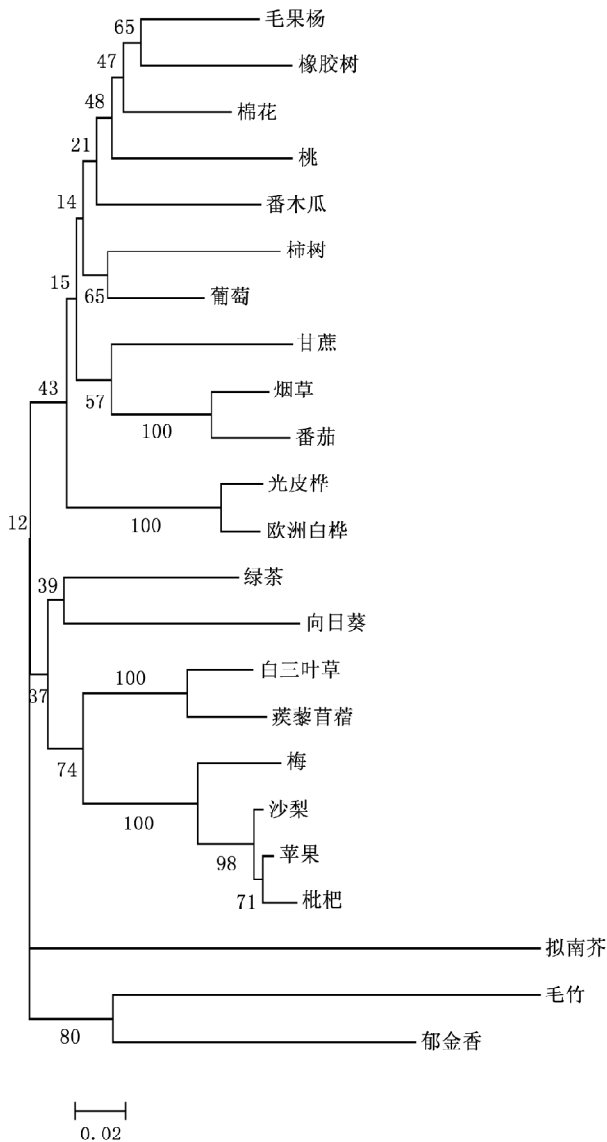 毛果杨
65
橡胶树
47
棉花
48
桃
21
番木瓜
14
柿树
15
65
葡萄
甘蔗
43
57
烟草
100
番茄
光皮桦
100
欧洲白桦
12
绿茶
39
向日葵
100
白三叶草
37
蒺藜苜蓿
74
梅
100
沙梨
98
苹果
71
枇杷
拟南芥
毛竹
80
郁金香
0.02